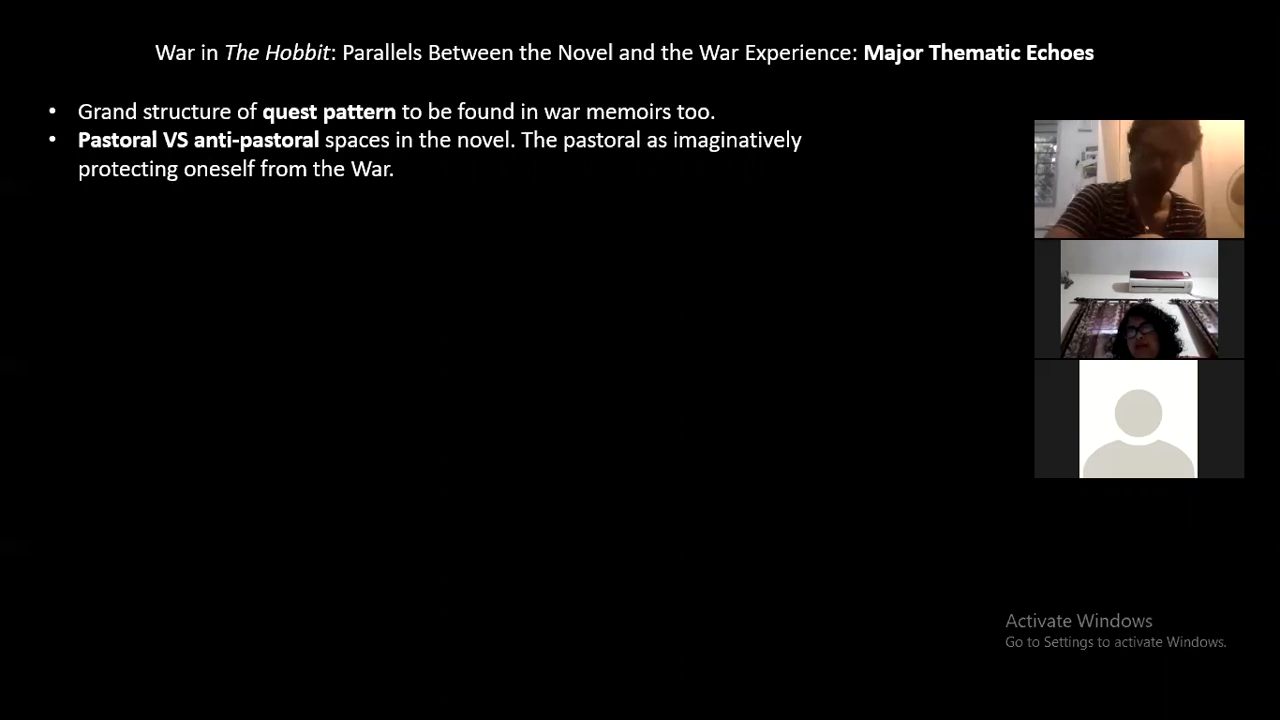 War in The Hobbit: Parallels Between the Novel and the War Experience: Major Thematic Echoes
• Grand structure of quest pattern to be found in war memoirs too.
• Pastoral VS anti-pastoral spaces in the novel. The pastoral as imaginatively
protecting oneself from the War.
Activate Windows
Go to Settings to activate Windows.